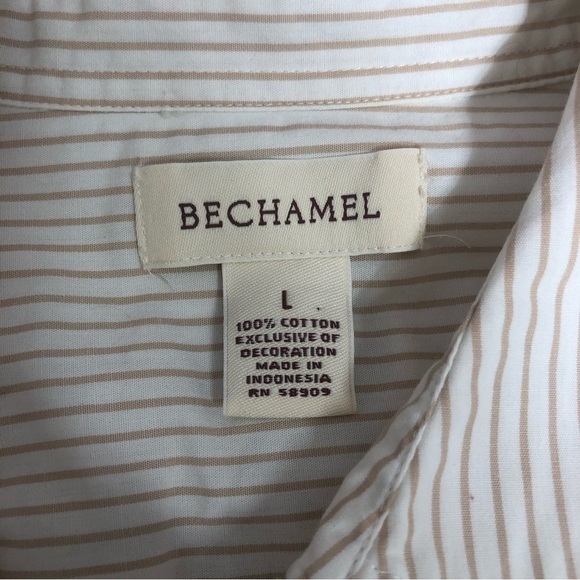 BECHAMEL
L
100% COTTON
EXCLUSIVE OF
DECORATION
MADE IN
INDONESIA
RN 58909